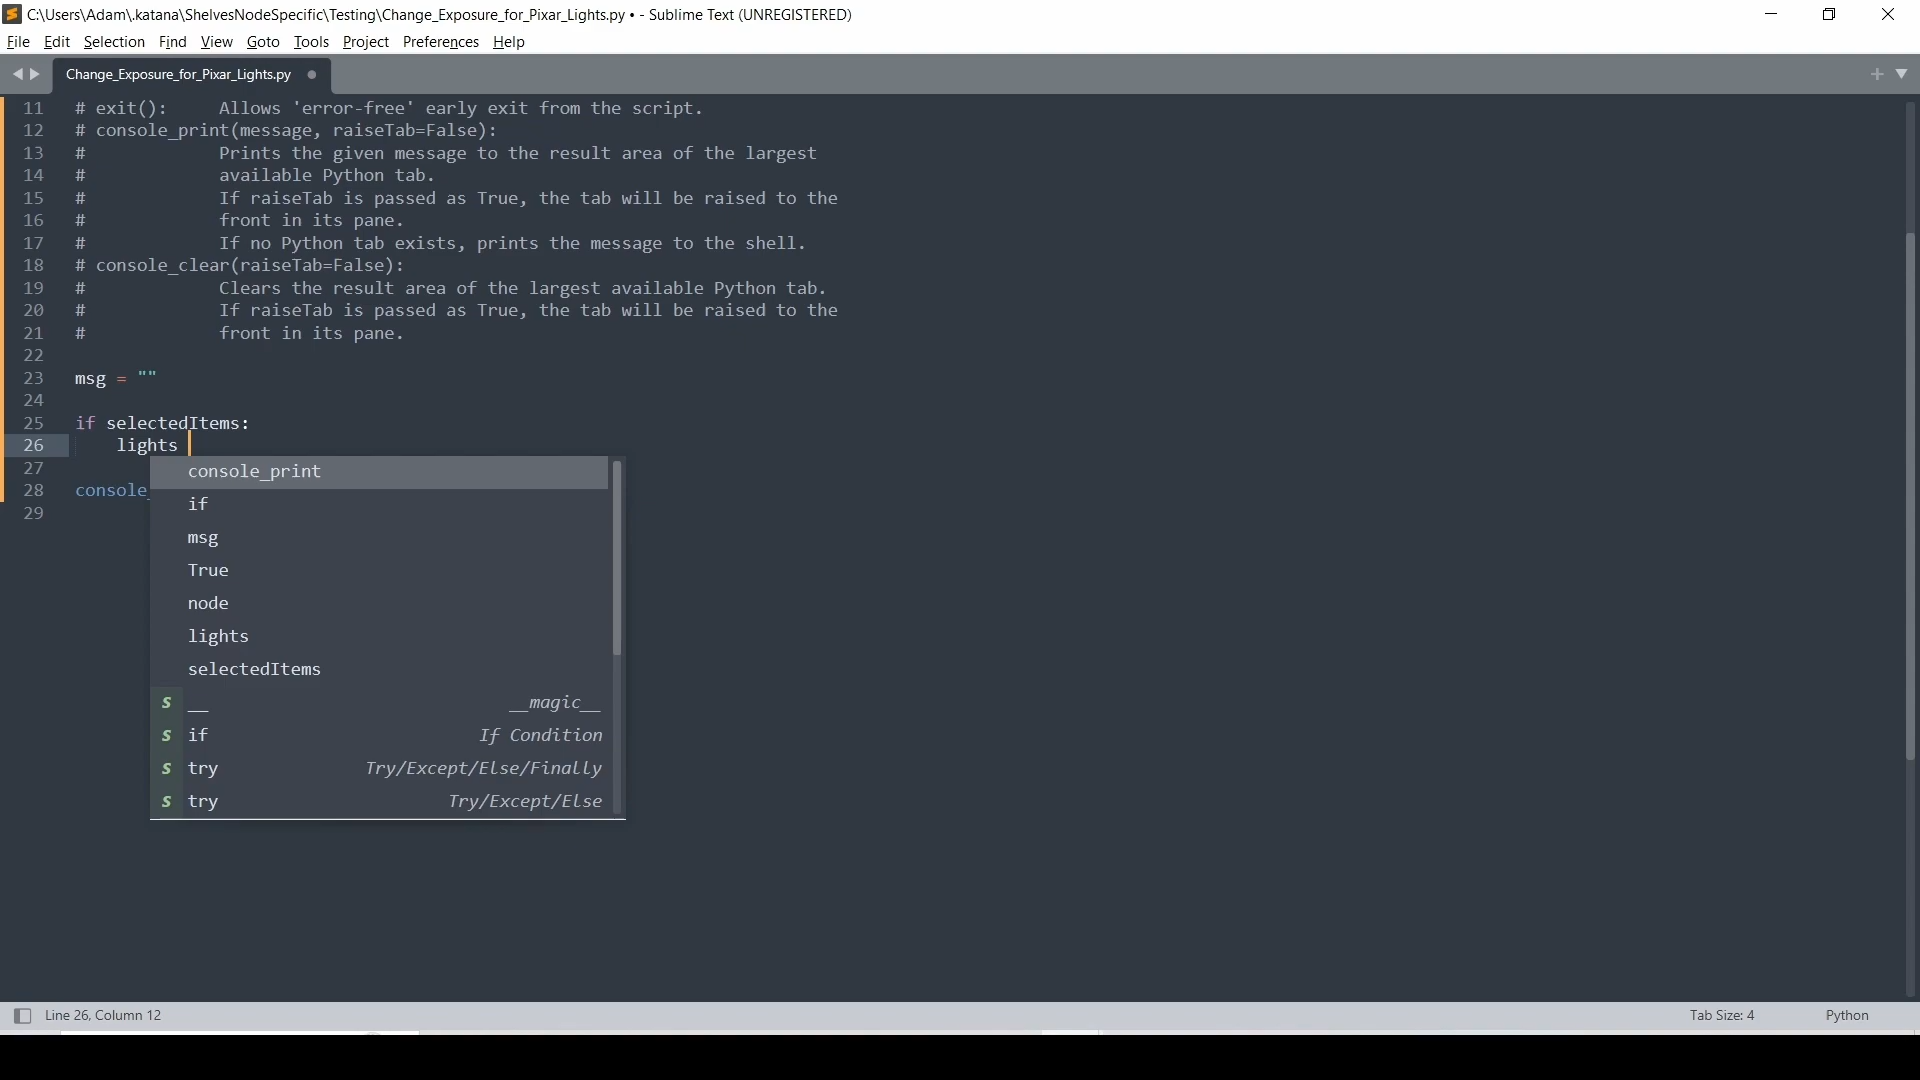 C:\Users\Adam\.katana\ShelvesNodeSpecific\Testing\Change_Exposure_for_Pixar_Lights.py • - Sublime Text (UNREGISTERED)
File Edit Selection Find View Goto Tools Project Preferences Help
Change_Exposure_for_Pixar_Lights.py
11 # exit(): Allows 'error-free' early exit from the script.
12 # console_print(message, raiseTab=False):
13 # Prints the given message to the result area of the largest
14 # available Python tab.
15 # If raiseTab is passed as True, the tab will be raised to the
16 # front in its pane.
17 # If no Python tab exists, prints the message to the shell.
18 # console_clear(raiseTab=False):
19 # Clears the result area of the largest available Python tab.
20 # If raiseTab is passed as True, the tab will be raised to the
21 # front in its pane.
22
23 msg = ""
24
25 if selectedItems:
26 lights
27
28 console_
29
console_print
if
msg
True
node
lights
selectedItems
s __ __magic__
s if If Condition
s try Try/Except/Else/Finally
s try Try/Except/Else
Line 26, Column 12
Tab Size: 4
Python